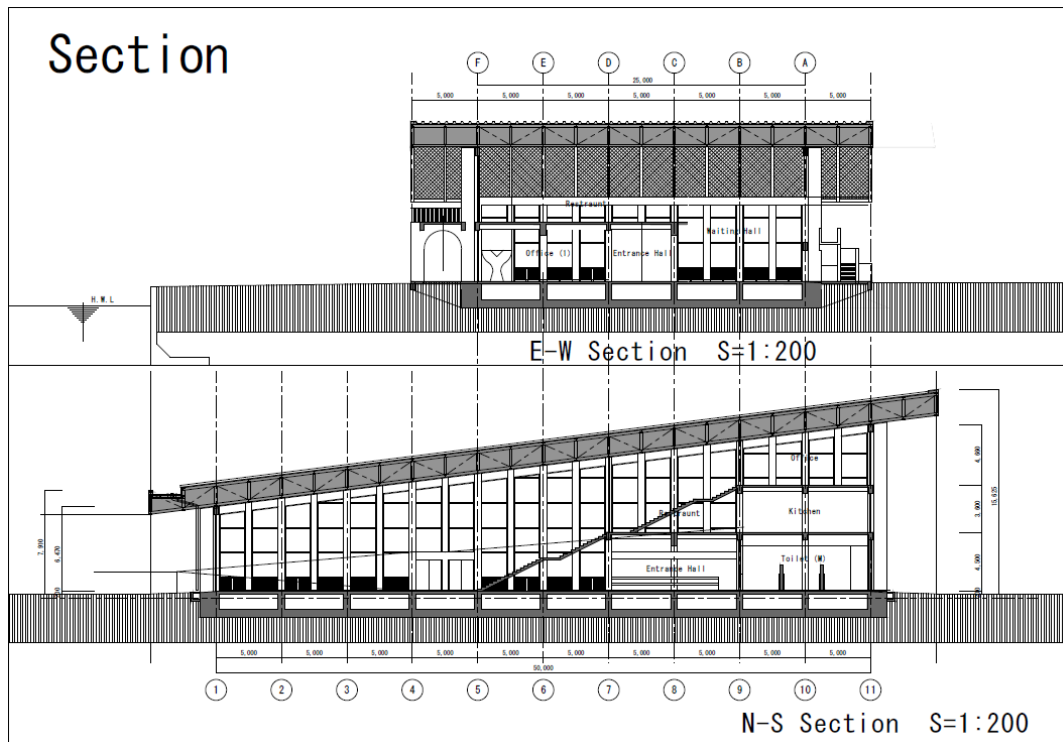 Section
F E D C B A
25,000
5,000 5,000 5,000 5,000 5,000 5,000 5,000
Restraunt
Waiting Hall
Office (1) Entrance Hall
H.W.L
E-W Section S=1:200
Office
4,660
15,625
Restraunt Kitchen
3,600
7,990
6,470
Toilet (M)
Entrance Hall
4,500
5,000 5,000 5,000 5,000 5,000 5,000 5,000 5,000 5,000 5,000
50,000
1 2 3 4 5 6 7 8 9 10 11
N-S Section S=1:200